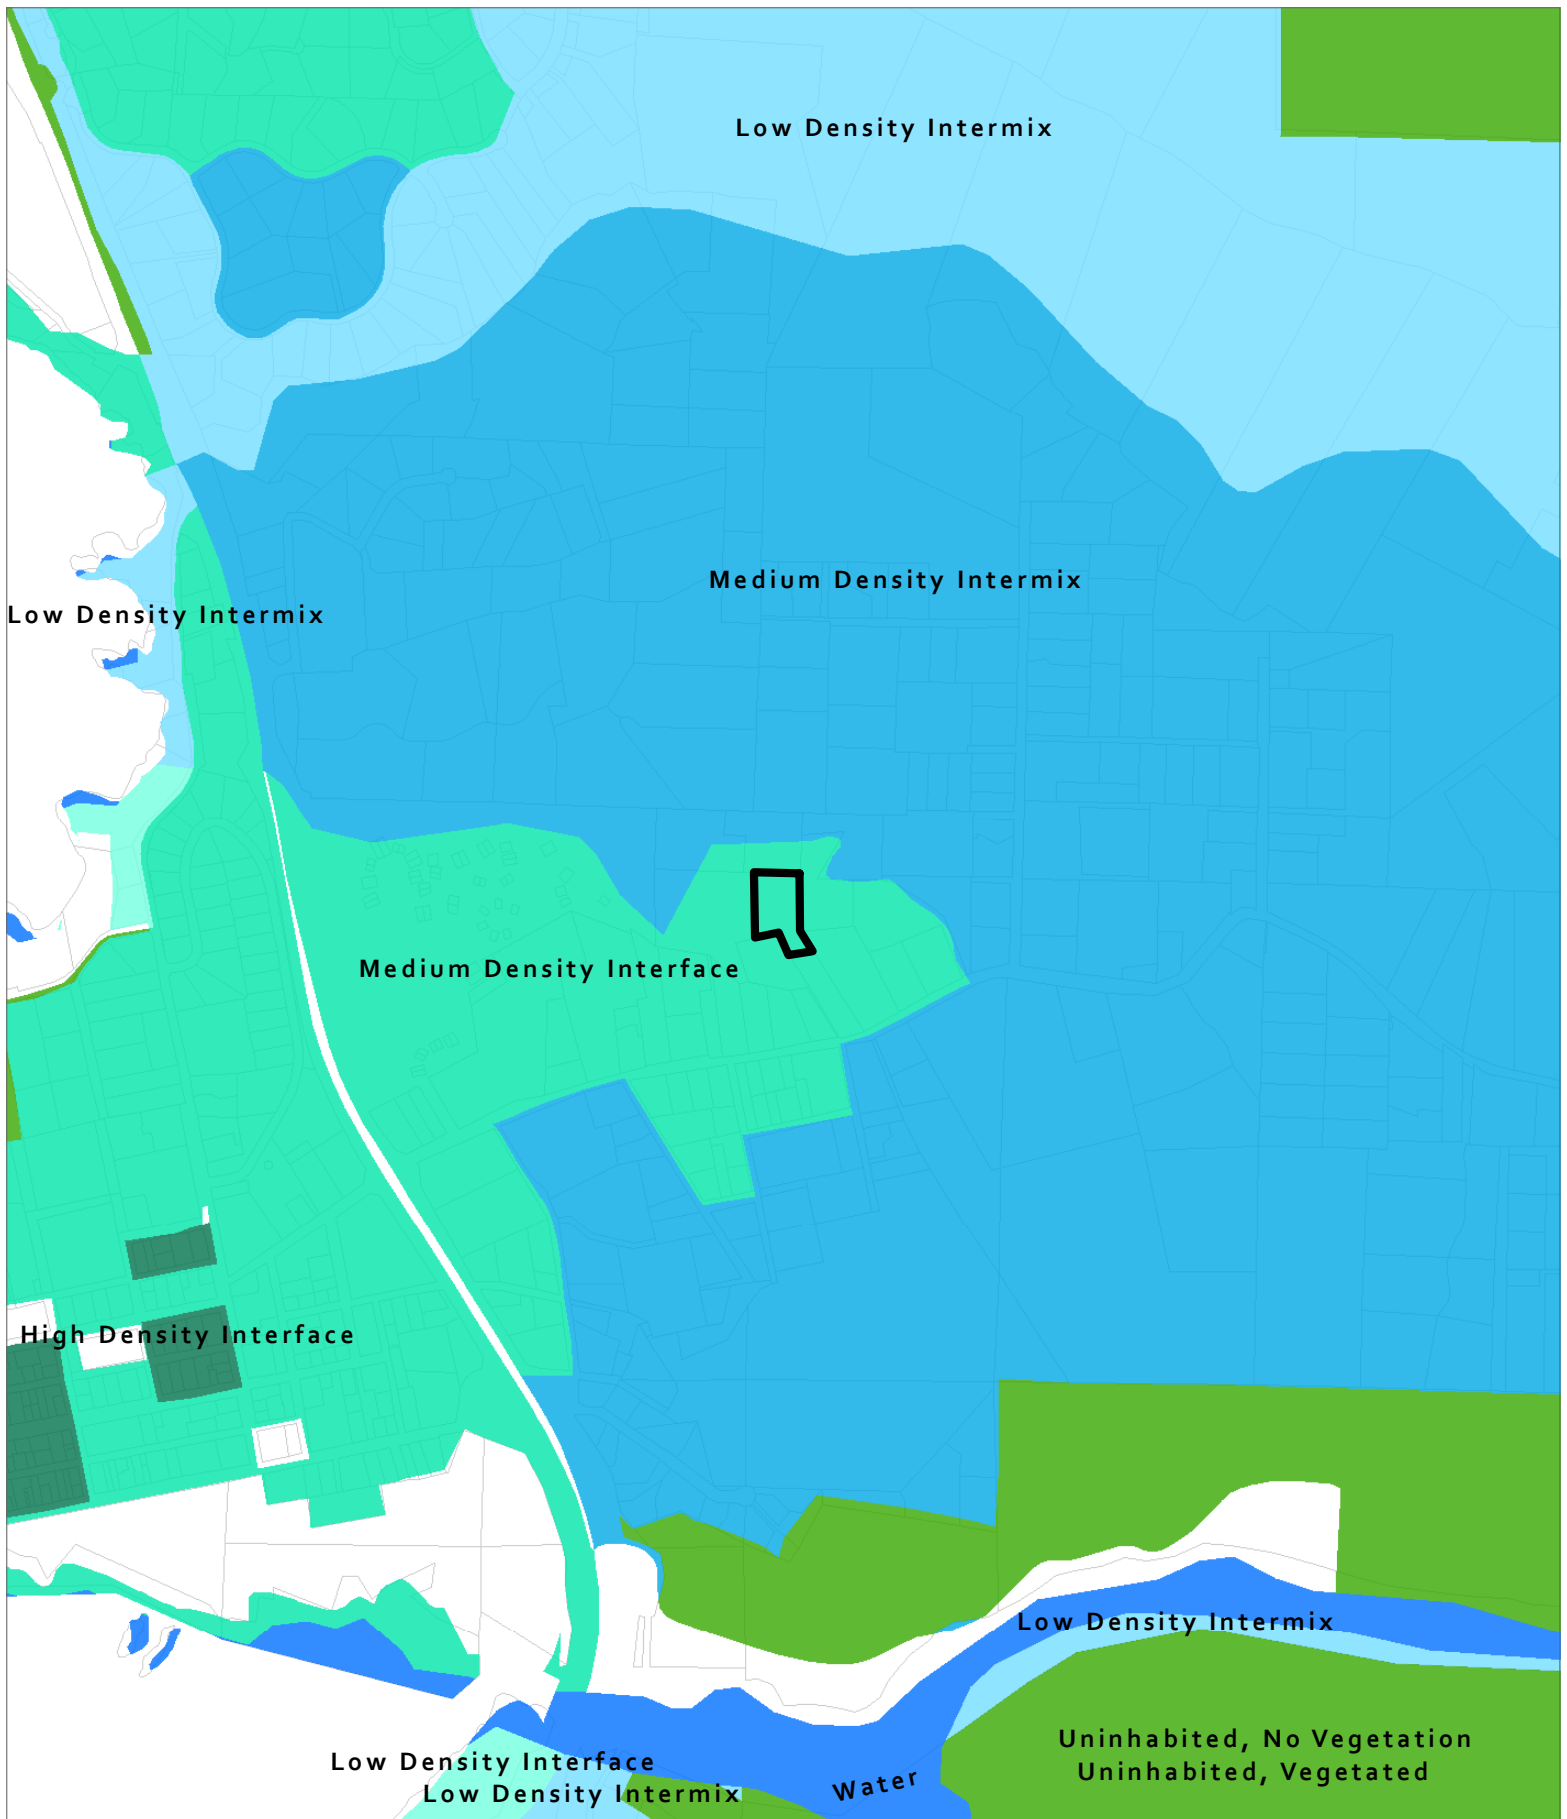 Low Density Intermix
Medium Density Intermix
Low Density Intermix
Medium Density Interface
High Density Interface
Low Density Intermix
Uninhabited, No Vegetation
Low Density Interface
Uninhabited, Vegetated
Water
Low Density Intermix